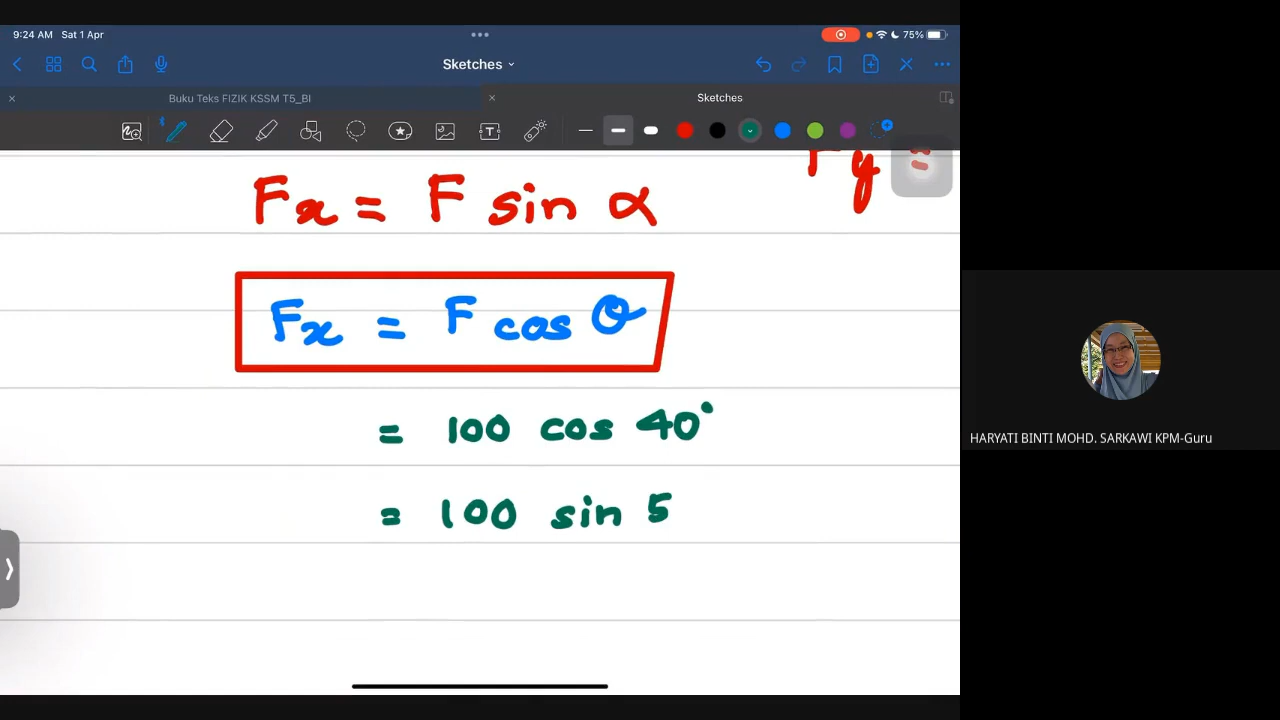 9:24 AM Sat 1 Apr
75%
Sketches
Buku Teks FIZIK KSSM T5_BI
Sketches
Fy =
Fx = F sin α
Fx = F cos θ
= 100 cos 40°
= 100 sin 5
HARYATI BINTI MOHD. SARKAWI KPM-Guru